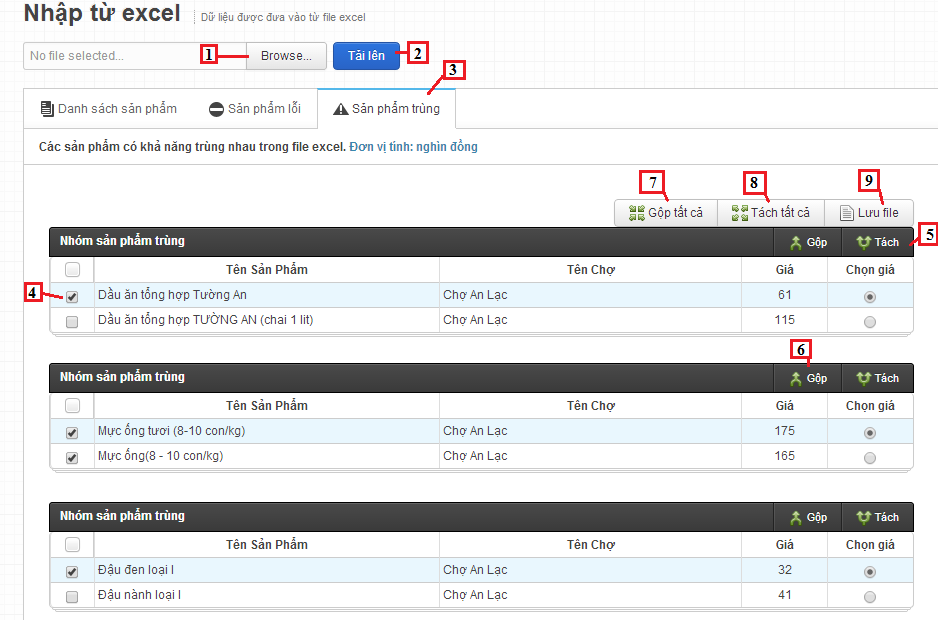 Nhập từ excel
Dữ liệu được đưa vào từ file excel
No file selected...
1
Browse...
Tải lên
2
3
Danh sách sản phẩm
Sản phẩm lỗi
Sản phẩm trùng
Các sản phẩm có khả năng trùng nhau trong file excel. Đơn vị tính: nghìn đồng
7
8
9
Gộp tất cả
Tách tất cả
Lưu file
Nhóm sản phẩm trùng
Gộp
Tách
5
Tên Sản Phẩm
Tên Chợ
Giá
Chọn giá
4
Dầu ăn tổng hợp Tường An
Chợ An Lạc
61
Dầu ăn tổng hợp TƯỜNG AN (chai 1 lit)
Chợ An Lạc
115
6
Nhóm sản phẩm trùng
Gộp
Tách
Tên Sản Phẩm
Tên Chợ
Giá
Chọn giá
Mực ống tươi (8-10 con/kg)
Chợ An Lạc
175
Mực ống(8 - 10 con/kg)
Chợ An Lạc
165
Nhóm sản phẩm trùng
Gộp
Tách
Tên Sản Phẩm
Tên Chợ
Giá
Chọn giá
Đậu đen loại I
Chợ An Lạc
32
Đậu nành loại I
Chợ An Lạc
41